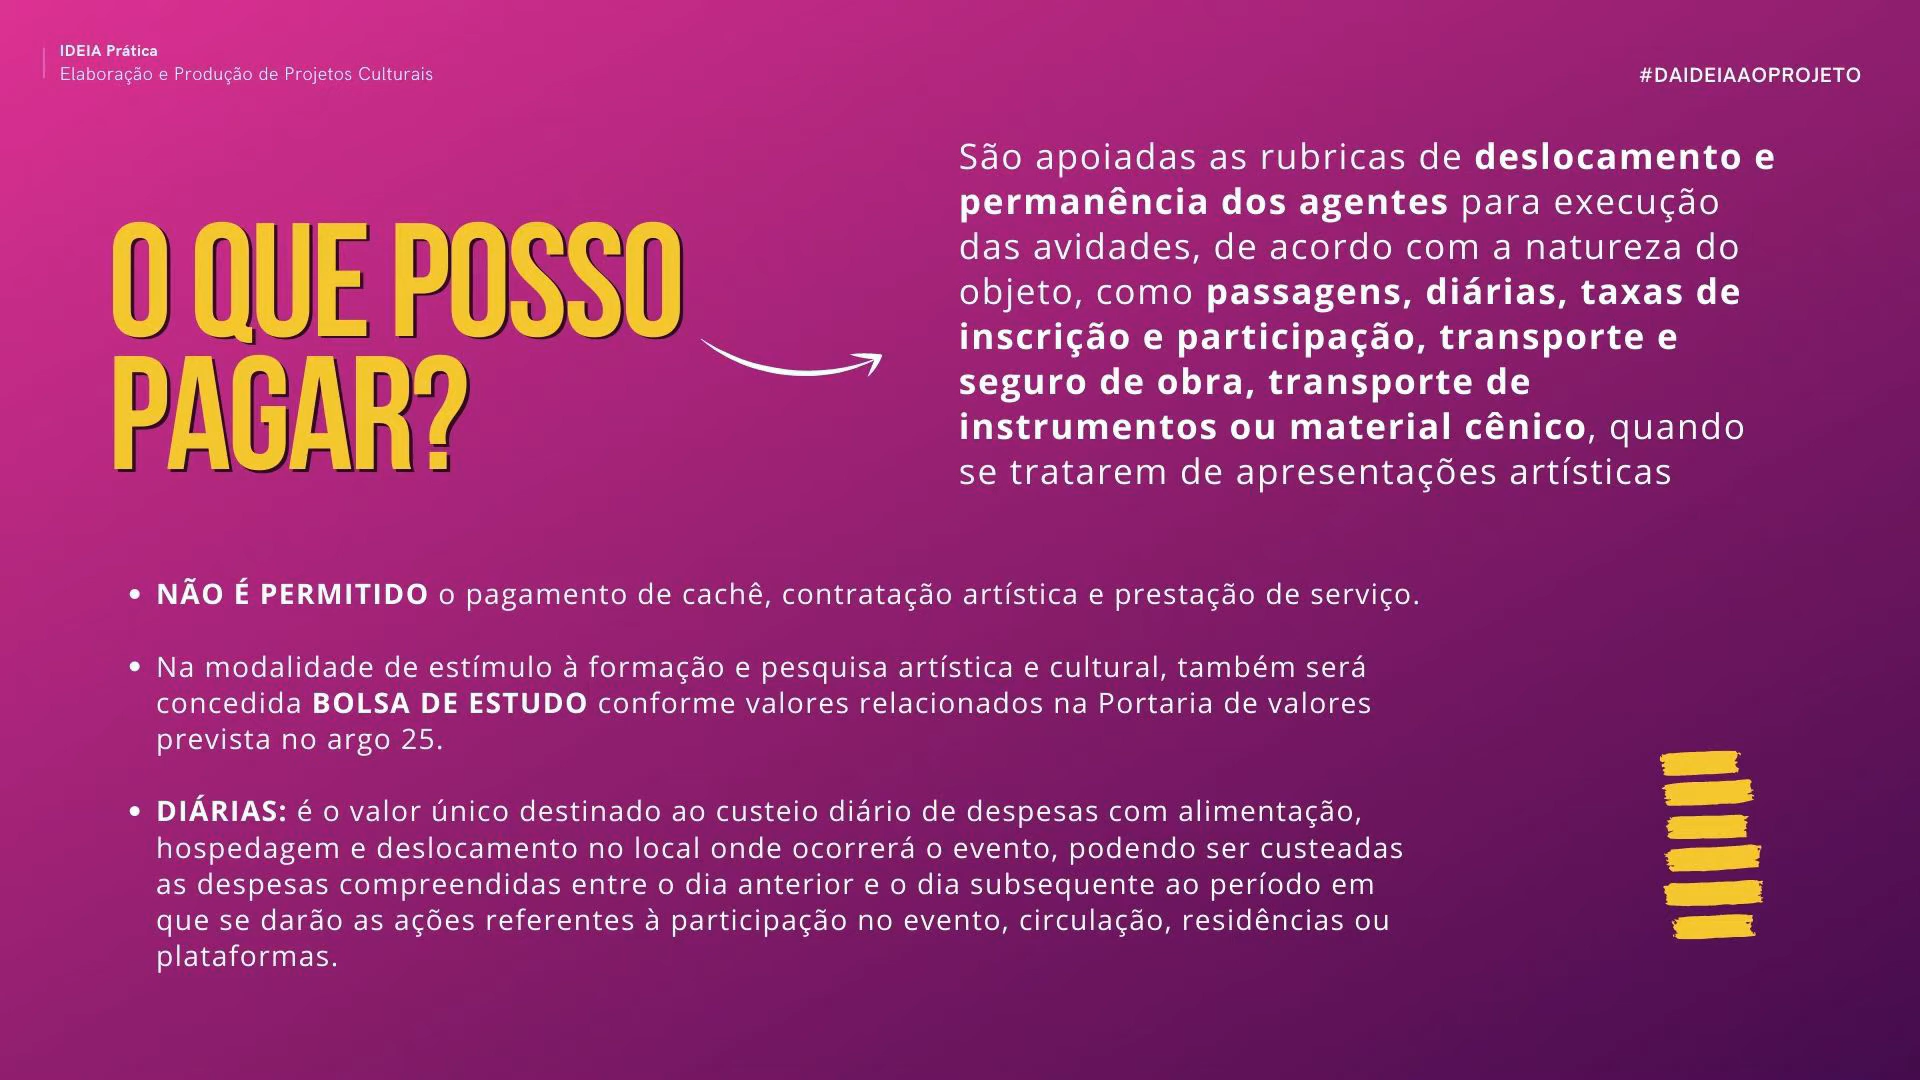 IDEIA Prática
Elaboração e Produção de Projetos Culturais
#DAIDEIAAOPROJETO
O QUE POSSO
PAGAR?
São apoiadas as rubricas de deslocamento e
permanência dos agentes para execução
das avidades, de acordo com a natureza do
objeto, como passagens, diárias, taxas de
inscrição e participação, transporte e
seguro de obra, transporte de
instrumentos ou material cênico, quando
se tratarem de apresentações artísticas
• NÃO É PERMITIDO o pagamento de cachê, contratação artística e prestação de serviço.
• Na modalidade de estímulo à formação e pesquisa artística e cultural, também será
concedida BOLSA DE ESTUDO conforme valores relacionados na Portaria de valores
prevista no argo 25.
• DIÁRIAS: é o valor único destinado ao custeio diário de despesas com alimentação,
hospedagem e deslocamento no local onde ocorrerá o evento, podendo ser custeadas
as despesas compreendidas entre o dia anterior e o dia subsequente ao período em
que se darão as ações referentes à participação no evento, circulação, residências ou
plataformas.